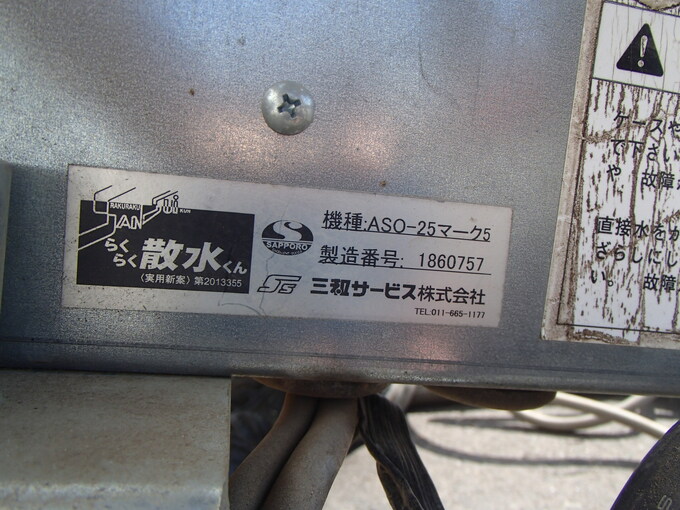 RAKURAKU
SANSUI KUN
らくらく散水くん
〈実用新案〉第2013355
SAPPORO
機種:ASO-25マーク5
製造番号: 1860757
三和サービス株式会社
TEL:011-665-1177
ケースや
で下さい
や 故障
直接水をか
ざらしにし
い。 故障